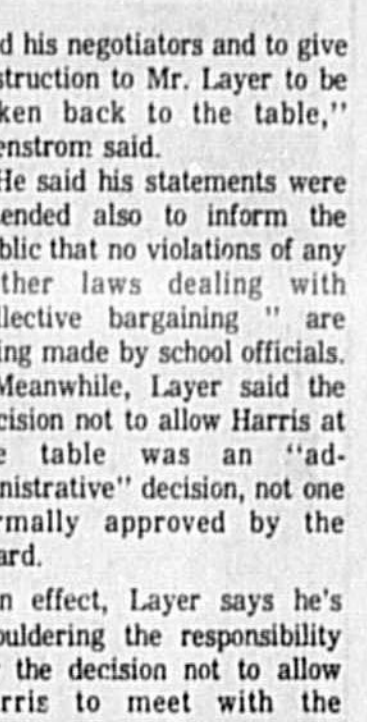 d his negotiators and to give
struction to Mr. Layer to be
ken back to the table,"
enstrom said.
He said his statements were
ended also to inform the
blic that no violations of any
ther laws dealing with
llective bargaining " are
ing made by school officials.
Meanwhile, Layer said the
cision not to allow Harris at
e table was an "ad-
nistrative" decision, not one
rmally approved by the
ard.
n effect, Layer says he's
ouldering the responsibility
the decision not to allow
rris to meet with the